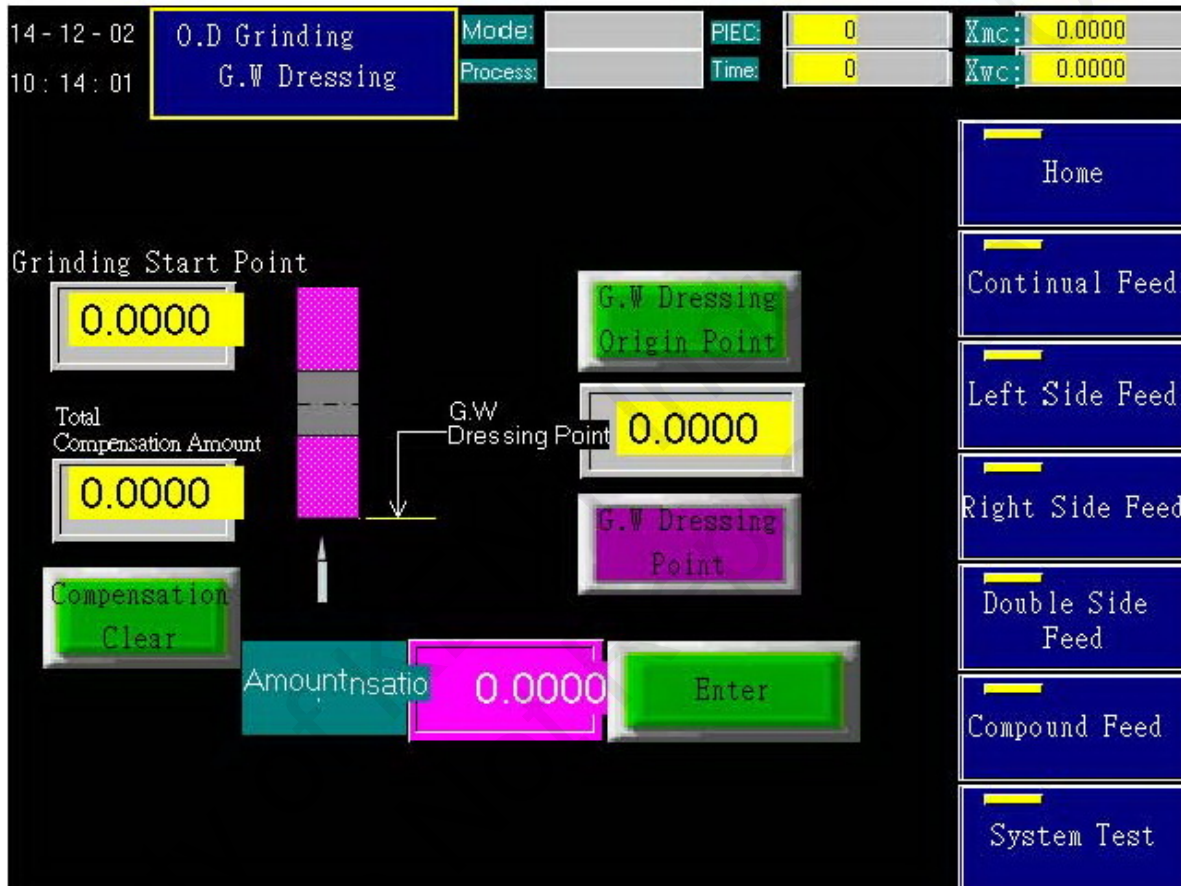 14-12-02
10:14:01
O.D Grinding
G.W Dressing
Mode:
Process:
PIEC: 0
Time: 0
Xmc: 0.0000
Xwc: 0.0000
Home
Continual Feed
Left Side Feed
Right Side Feed
Double Side
Feed
Compound Feed
System Test
Grinding Start Point
0.0000
Total
Compensation Amount
0.0000
Compensation
Clear
G.W Dressing
Origin Point
G.W
Dressing Point
0.0000
G.W Dressing
Point
Amountnsatio
0.0000
Enter